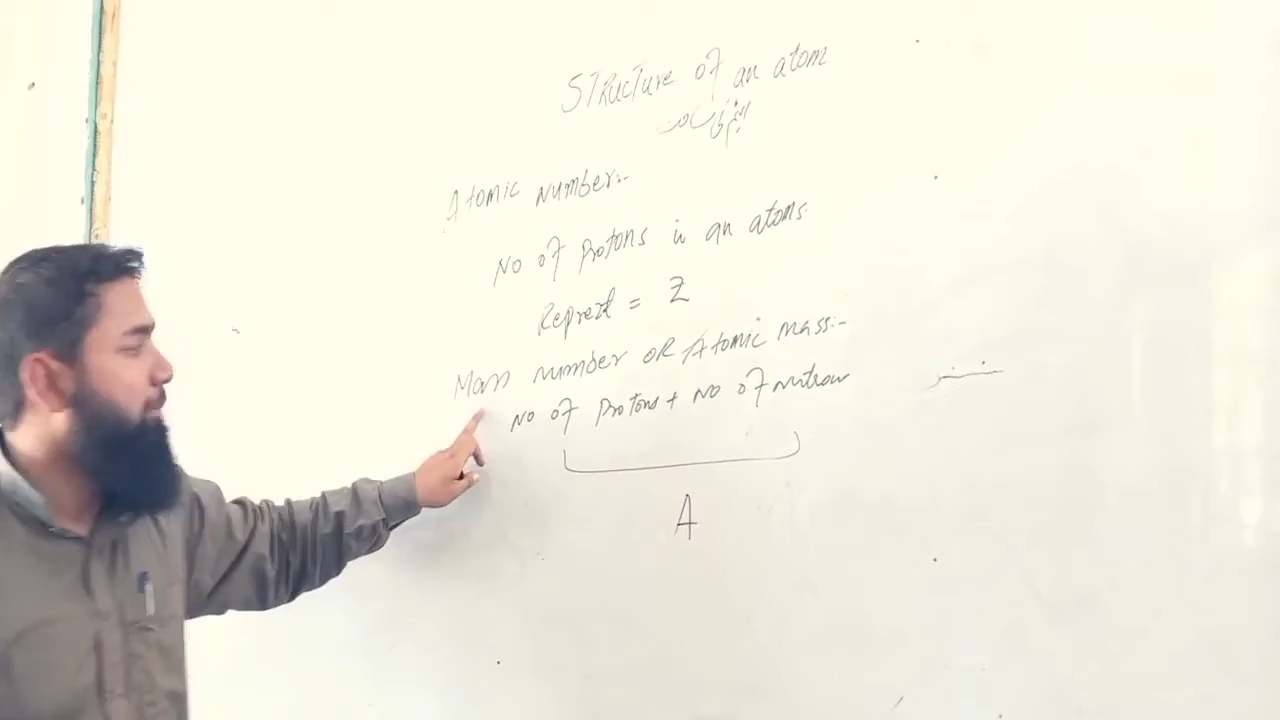 Structure of an atom
Atomic Number:-
No of Protons in an atoms.
Represt = Z
Mass number OR Atomic Mass:-
No of Protons + No of nutron
A